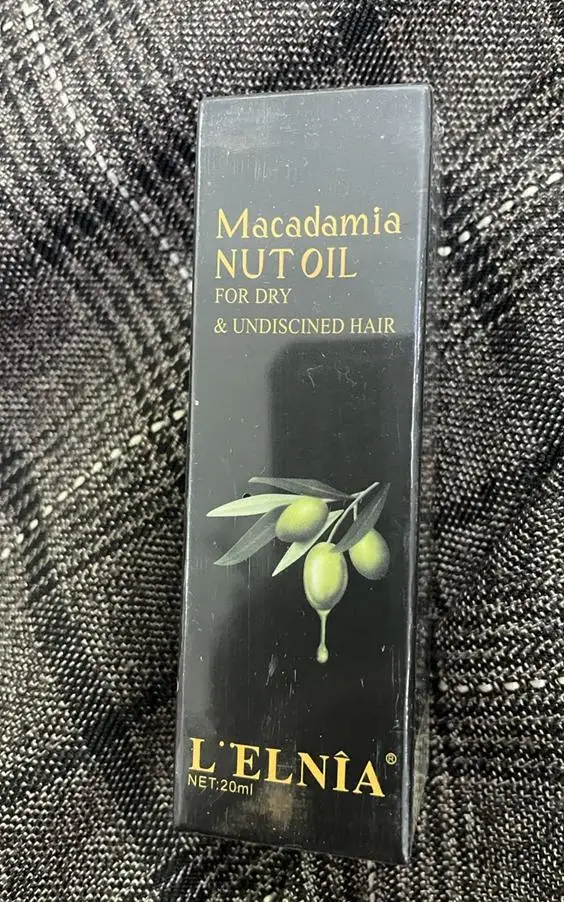 Macadamia
NUT OIL
FOR DRY
& UNDISCINED HAIR
L'ELNÎA®
NET:20ml